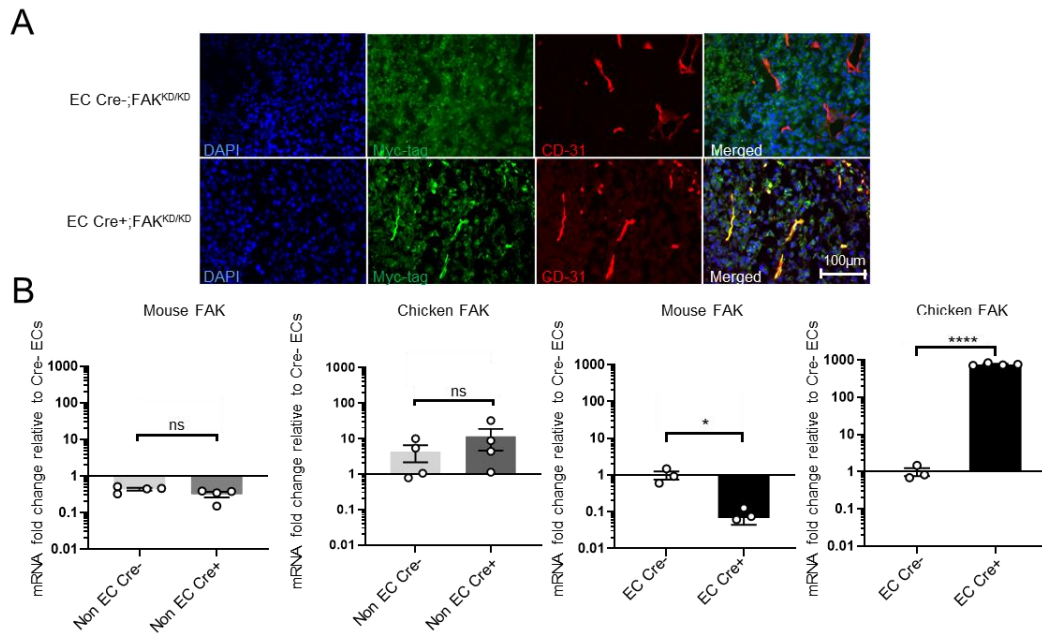 A
EC Cre-;FAKKD/KD
DAPI
Myc-tag
CD-31
Merged
EC Cre+;FAKKD/KD
DAPI
Myc-tag
CD-31
Merged
100μm
B
Mouse FAK
mRNA fold change relative to Cre- ECs
1000
100
10
1
0.1
0.01
ns
Non EC Cre-
Non EC Cre+
Chicken FAK
mRNA fold change relative to Cre- ECs
1000
100
10
1
0.1
0.01
ns
Non EC Cre-
Non EC Cre+
Mouse FAK
mRNA fold change relative to Cre- ECs
1000
100
10
1
0.1
0.01
*
EC Cre-
EC Cre+
Chicken FAK
mRNA fold change relative to Cre- ECs
1000
100
10
1
0.1
0.01
****
EC Cre-
EC Cre+